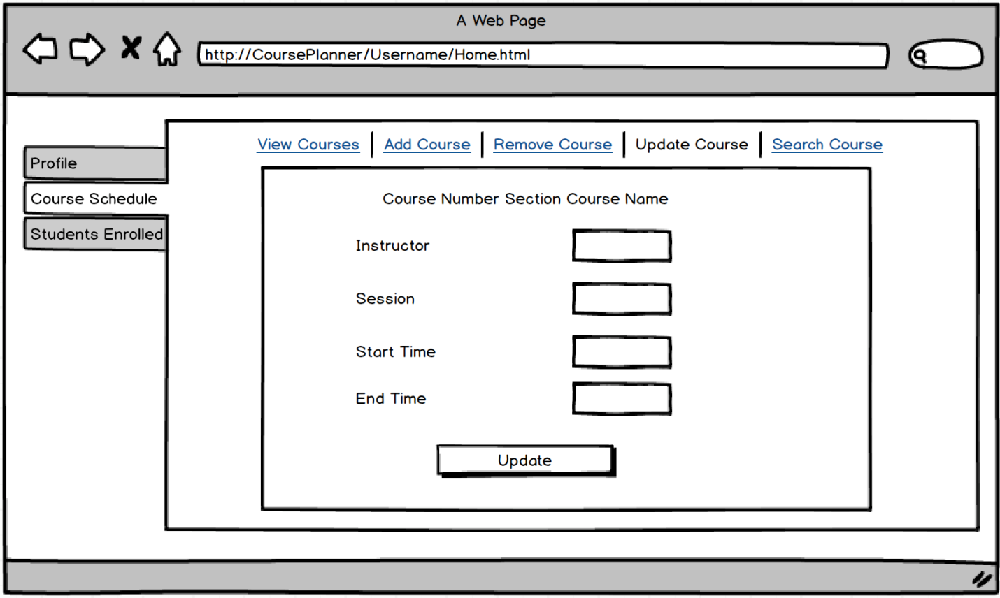 A Web Page
http://CoursePlanner/Username/Home.html
View Courses Add Course Remove Course Update Course Search Course
Profile
Course Schedule
Students Enrolled
Course Number Section Course Name
Instructor
Session
Start Time
End Time
Update